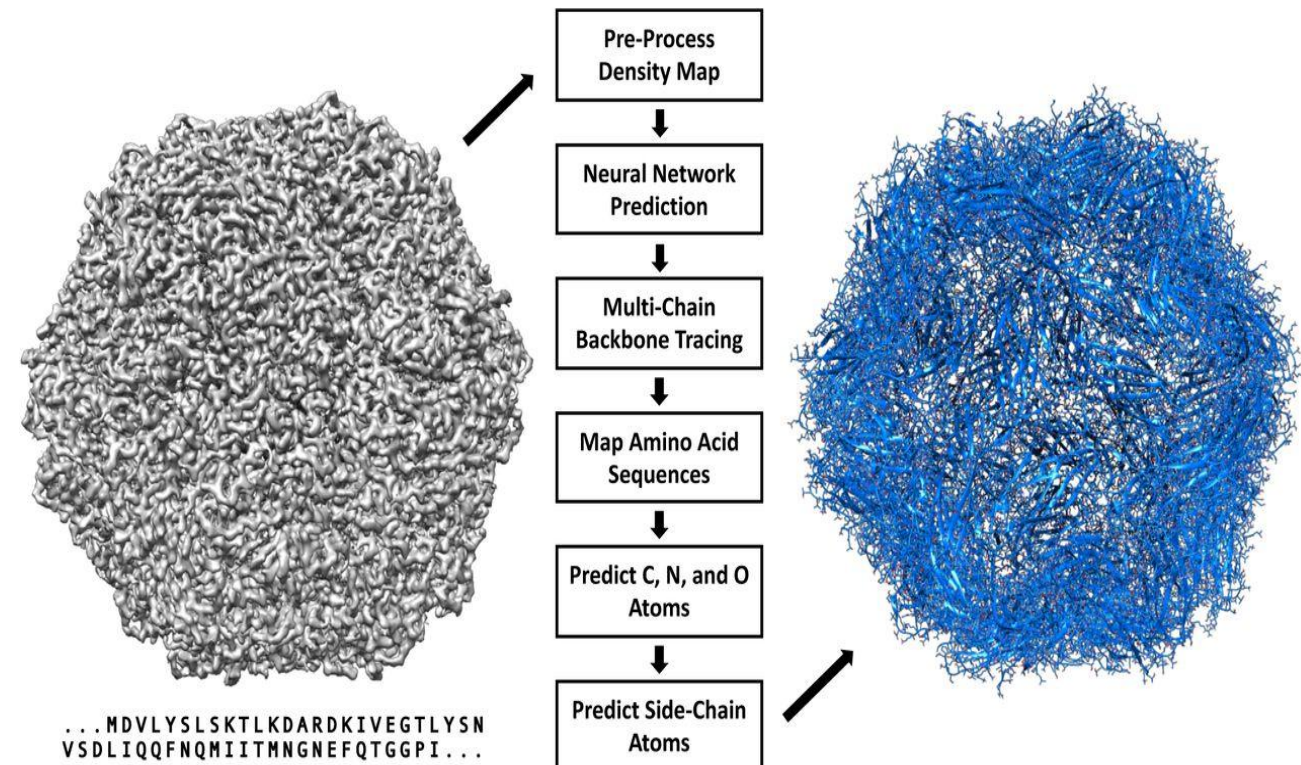 Pre-Process
Density Map
Neural Network
Prediction
Multi-Chain
Backbone Tracing
Map Amino Acid
Sequences
Predict C, N, and O
Atoms
Predict Side-Chain
Atoms
...MDVLYSLSKTLKDARDKIVEGTLYSN
VSDLIQQFNQMIITMNGNEFQTGGPI...